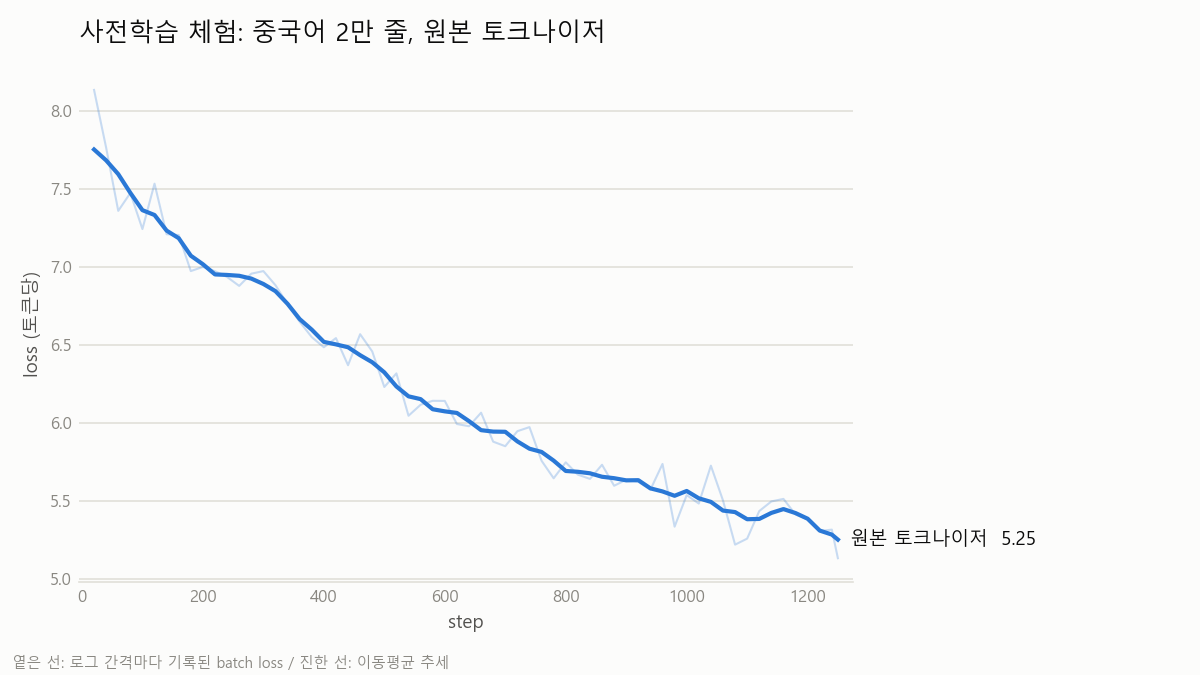 사전학습 체험: 중국어 2만 줄, 원본 토크나이저
8.0
7.5
7.0
6.5
6.0
5.5
5.0
loss (토큰당)
원본 토크나이저 5.25
0 200 400 600 800 1000 1200
step
옅은 선: 로그 간격마다 기록된 batch loss / 진한 선: 이동평균 추세